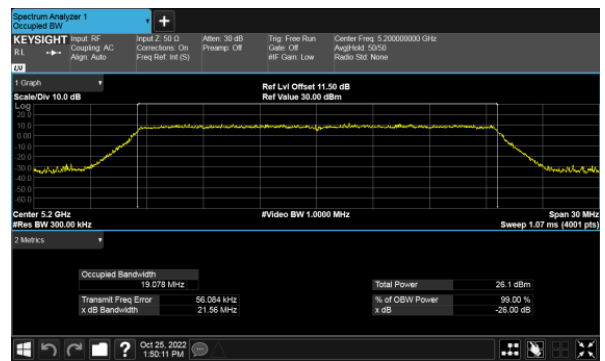 Spectrum Analyzer 1
Occupied BW
KEYSIGHT
RL
LXI
Input: RF
Coupling: AC
Align: Auto
Input Z: 50 Ω
Corrections: On
Freq Ref: Int (S)
Atten: 30 dB
Preamp: Off
Trig: Free Run
Gate: Off
#IF Gain: Low
Center Freq: 5.200000000 GHz
Avg|Hold: 50/50
Radio Std: None
1 Graph
Scale/Div 10.0 dB
Ref Lvl Offset 11.50 dB
Ref Value 30.00 dBm
Log
20.0
10.0
0.00
-10.0
-20.0
-30.0
-40.0
-50.0
-60.0
Center 5.2 GHz
#Res BW 300.00 kHz
#Video BW 1.0000 MHz
Span 30 MHz
Sweep 1.07 ms (4001 pts)
2 Metrics
Occupied Bandwidth
19.078 MHz
Transmit Freq Error 56.084 kHz
x dB Bandwidth 21.56 MHz
Total Power 26.1 dBm
% of OBW Power 99.00 %
x dB -26.00 dB
?
Oct 25, 2022
1:50:11 PM